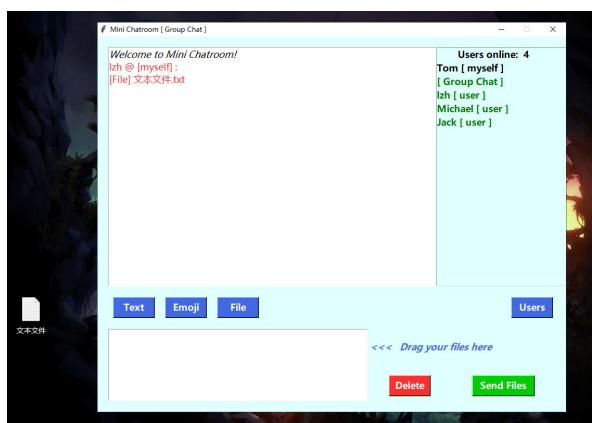 Mini Chatroom [ Group Chat ]
Welcome to Mini Chatroom!
lzh @ [myself] :
[File] 文本文件.txt
Users online: 4
Tom [ myself ]
[ Group Chat ]
lzh [ user ]
Michael [ user ]
Jack [ user ]
Text
Emoji
File
Users
文本文件
<<< Drag your files here
Delete
Send Files